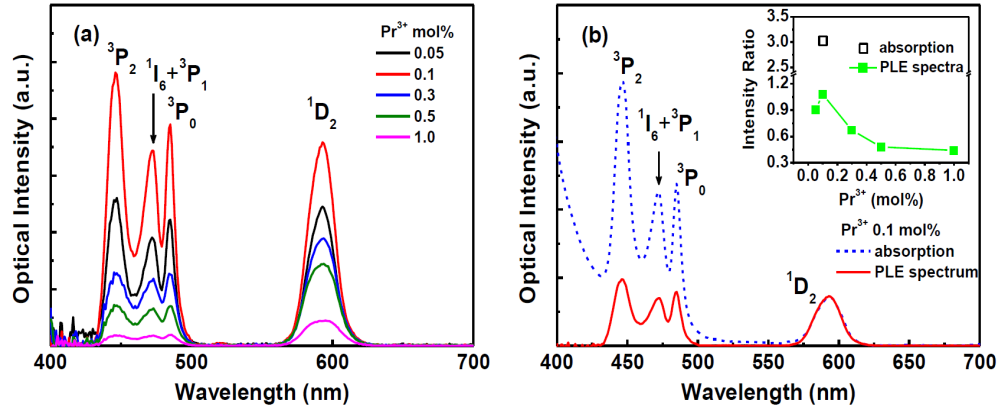 (a)
Pr³⁺ mol%
0.05
0.1
0.3
0.5
1.0
³P₂
¹I₆+³P₁
³P₀
¹D₂
Optical Intensity (a.u.)
400 450 500 550 600 650 700
Wavelength (nm)
(b)
³P₂
¹I₆+³P₁
³P₀
¹D₂
Intensity Ratio
3.5
3.0
1.2
0.9
0.6
0.3
absorption
PLE spectra
0.0 0.2 0.4 0.6 0.8 1.0
Pr³⁺ (mol%)
Pr³⁺ 0.1 mol%
absorption
PLE spectrum
Optical Intensity (a.u.)
400 450 500 550 600 650 700
Wavelength (nm)